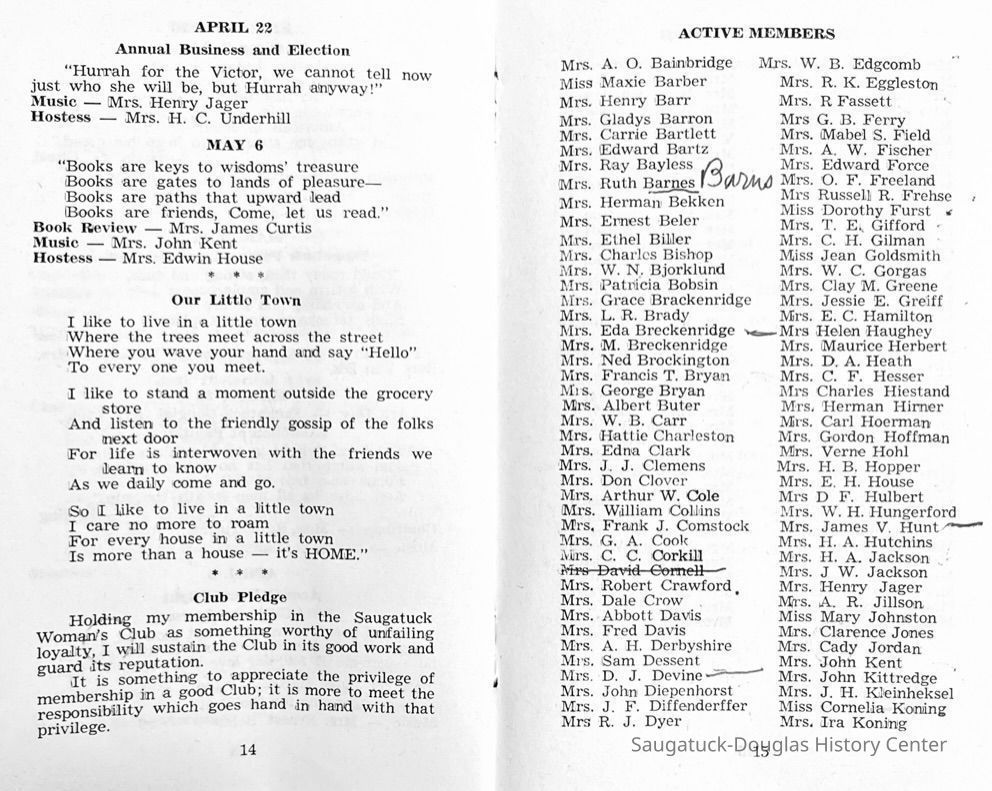 APRIL 22
Annual Business and Election
"Hurrah for the Victor, we cannot tell now
just who she will be, but Hurrah anyway!"
Music — Mrs. Henry Jager
Hostess — Mrs. H. C. Underhill
MAY 6
"Books are keys to wisdoms' treasure
Books are gates to lands of pleasure—
Books are paths that upward lead
Books are friends, Come, let us read."
Book Review — Mrs. James Curtis
Music — Mrs. John Kent
Hostess — Mrs. Edwin House
* * *
Our Little Town
I like to live in a little town
Where the trees meet across the street
Where you wave your hand and say "Hello"
To every one you meet.
I like to stand a moment outside the grocery
store
And listen to the friendly gossip of the folks
next door
For life is interwoven with the friends we
learn to know
As we daily come and go.
So I like to live in a little town
I care no more to roam
For every house in a little town
Is more than a house — it's HOME."
* * *
Club Pledge
Holding my membership in the Saugatuck
Woman's Club as something worthy of unfailing
loyalty, I will sustain the Club in its good work and
guard its reputation.
It is something to appreciate the privilege of
membership in a good Club; it is more to meet the
responsibility which goes hand in hand with that
privilege.
14
ACTIVE MEMBERS
Mrs. A. O. Bainbridge
Miss Maxie Barber
Mrs. Henry Barr
Mrs. Gladys Barron
Mrs. Carrie Bartlett
Mrs. Edward Bartz
Mrs. Ray Bayless
Mrs. Ruth Barnes Barns
Mrs. Herman Bekken
Mrs. Ernest Beler
Mrs. Ethel Biller
Mrs. Charles Bishop
Mrs. W. N. Bjorklund
Mrs. Patricia Bobsin
Mrs. Grace Brackenridge
Mrs. L. R. Brady
Mrs. Eda Breckenridge
Mrs. M. Breckenridge
Mrs. Ned Brockington
Mrs. Francis T. Bryan
Mrs. George Bryan
Mrs. Albert Buter
Mrs. W. B. Carr
Mrs. Hattie Charleston
Mrs. Edna Clark
Mrs. J. J. Clemens
Mrs. Don Clover
Mrs. Arthur W. Cole
Mrs. William Collins
Mrs. Frank J. Comstock
Mrs. G. A. Cook
Mrs. C. C. Corkill
Mrs David Cornell
Mrs. Robert Crawford
Mrs. Dale Crow
Mrs. Abbott Davis
Mrs. Fred Davis
Mrs. A. H. Derbyshire
Mrs. Sam Dessent
Mrs. D. J. Devine
Mrs. John Diepenhorst
Mrs. J. F. Diffenderffer
Mrs R. J. Dyer
Mrs. W. B. Edgcomb
Mrs. R. K. Eggleston
Mrs. R Fassett
Mrs G. B. Ferry
Mrs. Mabel S. Field
Mrs. A. W. Fischer
Mrs. Edward Force
Mrs. O. F. Freeland
Mrs Russell R. Frehse
Miss Dorothy Furst
Mrs. T. E. Gifford
Mrs. C. H. Gilman
Miss Jean Goldsmith
Mrs. W. C. Gorgas
Mrs. Clay M. Greene
Mrs. Jessie E. Greiff
Mrs. E. C. Hamilton
Mrs Helen Haughey
Mrs. Maurice Herbert
Mrs. D. A. Heath
Mrs. C. F. Hesser
Mrs Charles Hiestand
Mrs. Herman Hirner
Mrs. Carl Hoerman
Mrs. Gordon Hoffman
Mrs. Verne Hohl
Mrs. H. B. Hopper
Mrs. E. H. House
Mrs D F. Hulbert
Mrs. W. H. Hungerford
Mrs. James V. Hunt
Mrs. H. A. Hutchins
Mrs. H. A. Jackson
Mrs. J W. Jackson
Mrs. Henry Jager
Mrs. A. R. Jillson
Miss Mary Johnston
Mrs. Clarence Jones
Mrs. Cady Jordan
Mrs. John Kent
Mrs. John Kittredge
Mrs. J. H. Kleinheksel
Miss Cornelia Koning
Mrs. Ira Koning
15
Saugatuck-Douglas History Center